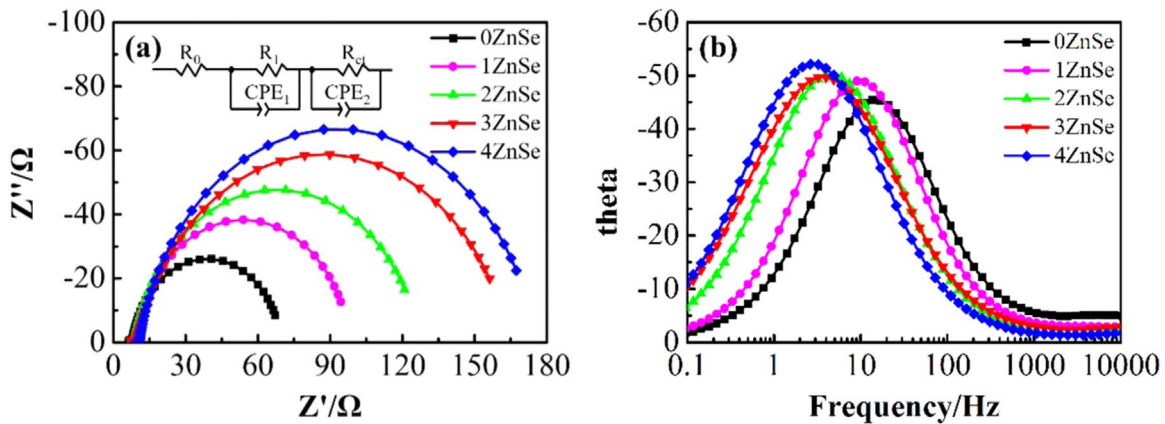 (a)
R0 R1 Rct
CPE1 CPE2
0ZnSe
1ZnSe
2ZnSe
3ZnSe
4ZnSe
-100
-80
-60
-40
-20
0
0 30 60 90 120 150 180
Z''/Ω
Z'/Ω
(b)
0ZnSe
1ZnSe
2ZnSe
3ZnSe
4ZnSe
-60
-50
-40
-30
-20
-10
0
0.1 1 10 100 1000 10000
theta
Frequency/Hz